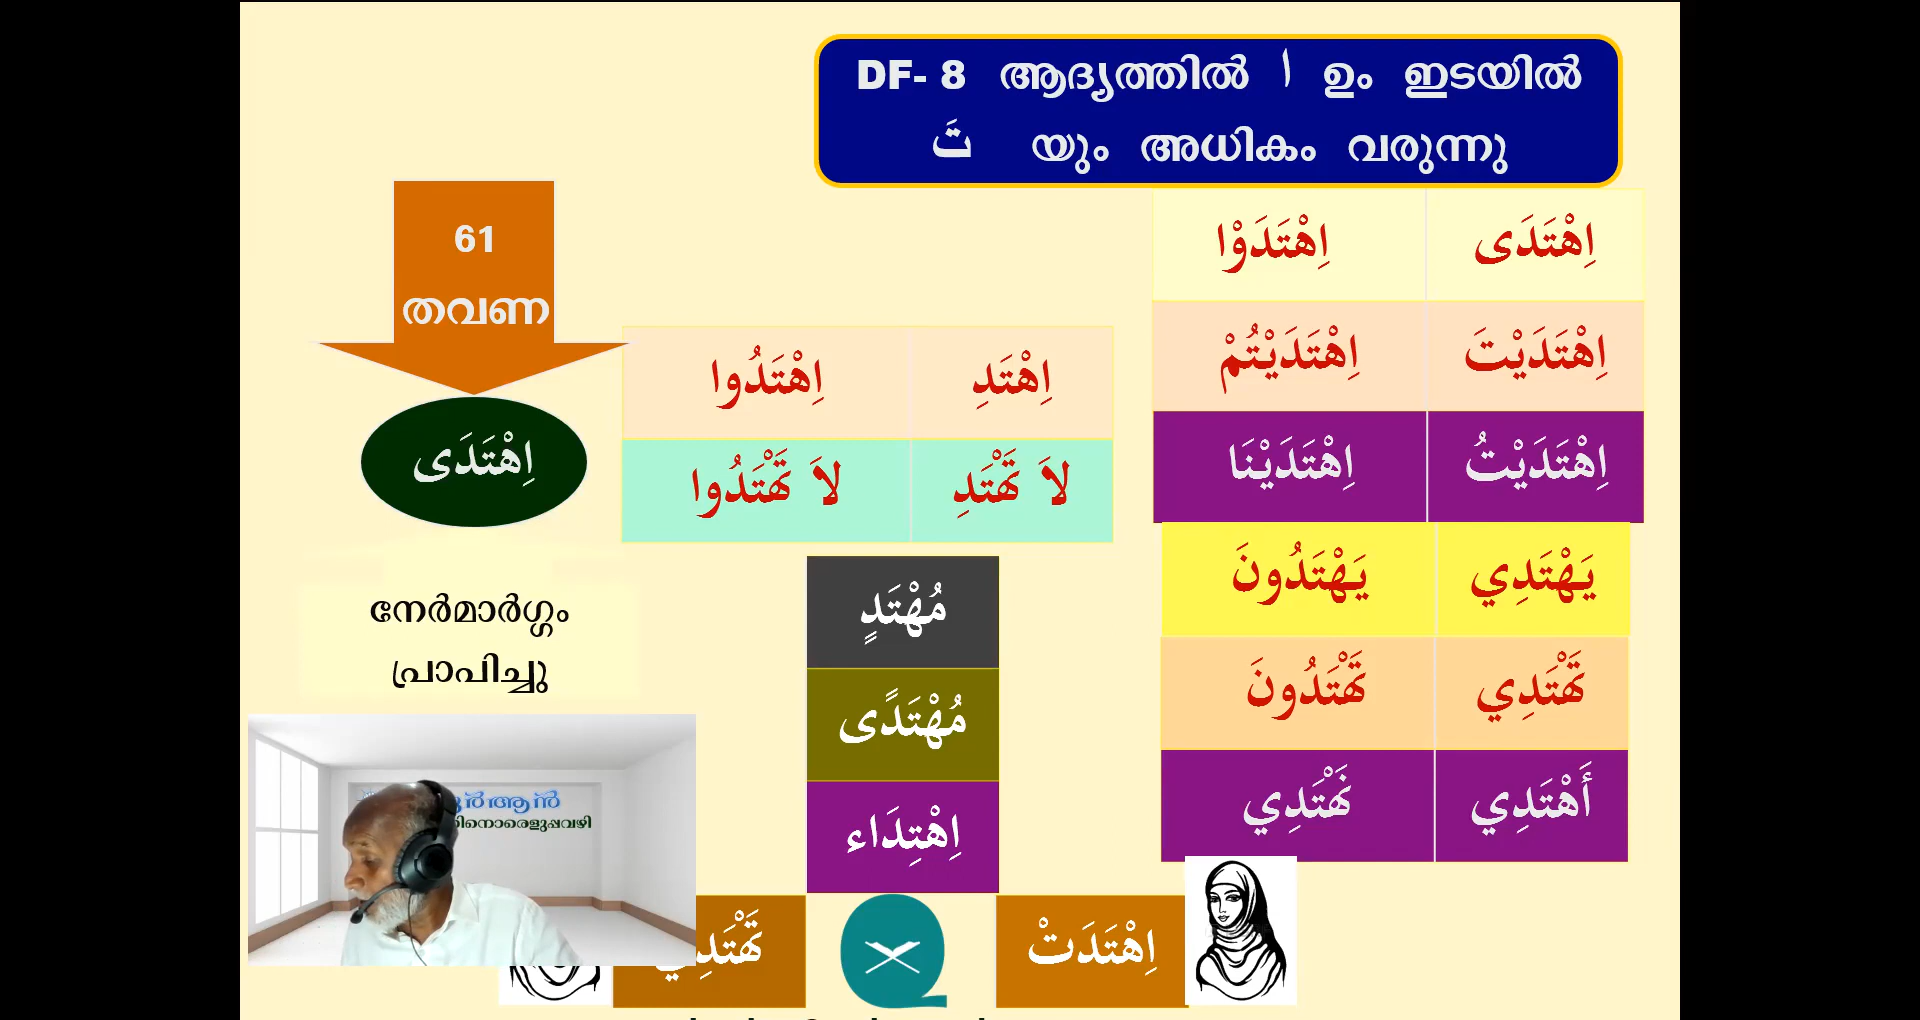 DF- 8 ആദ്യത്തിൽ ا ഉം ഇടയിൽ
تَ യും അധികം വരുന്നു
61
തവണ
اِهْتَدَى
നേർമാർഗ്ഗം
പ്രാപിച്ചു
اِهْتَدَى اِهْتَدَوْا
اِهْتَدَيْتَ اِهْتَدَيْتُمْ
اِهْتَدَيْتُ اِهْتَدَيْنَا
يَهْتَدِي يَهْتَدُونَ
تَهْتَدِي تَهْتَدُونَ
أَهْتَدِي نَهْتَدِي
اِهْتَدِ اِهْتَدُوا
لاَ تَهْتَدِ لاَ تَهْتَدُوا
مُهْتَدٍ
مُهْتَدًى
اِهْتِدَاء
اِهْتَدَتْ
تَهْتَدِي